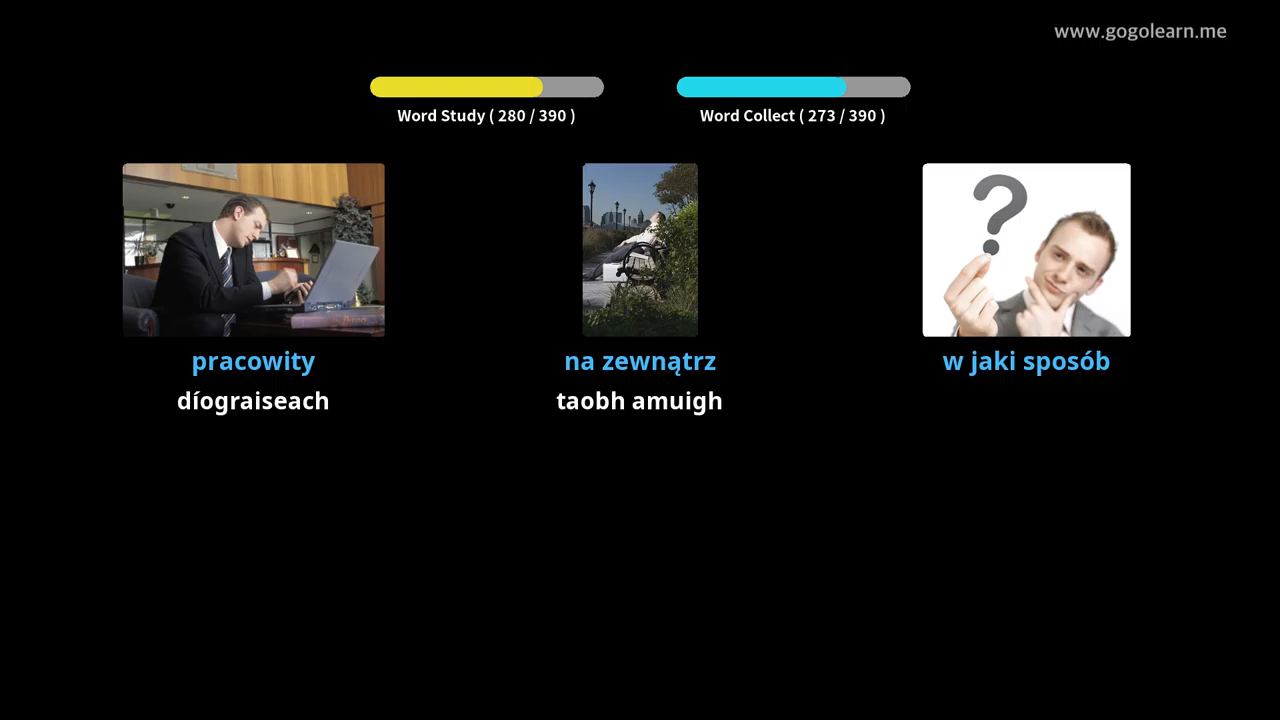 www.gogolearn.me
Word Study ( 280 / 390 )
Word Collect ( 273 / 390 )
pracowity
díograiseach
na zewnątrz
taobh amuigh
w jaki sposób